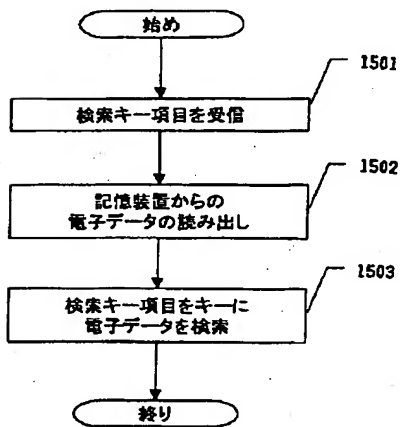 始め
1501
検索キー項目を受信
1502
記憶装置からの
電子データの読み出し
1503
検索キー項目をキーに
電子データを検索
終り